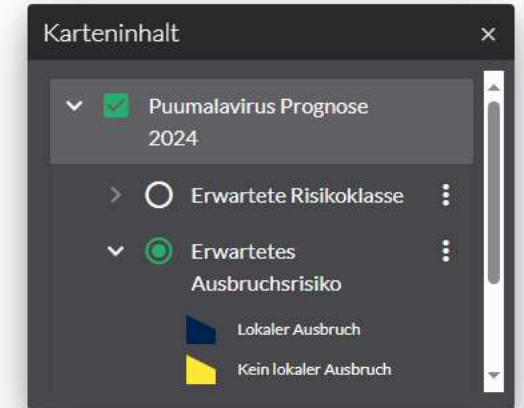 Karteninhalt
Puumalavirus Prognose
2024
Erwartete Risikoklasse
Erwartetes
Ausbruchsrisiko
Lokaler Ausbruch
Kein lokaler Ausbruch